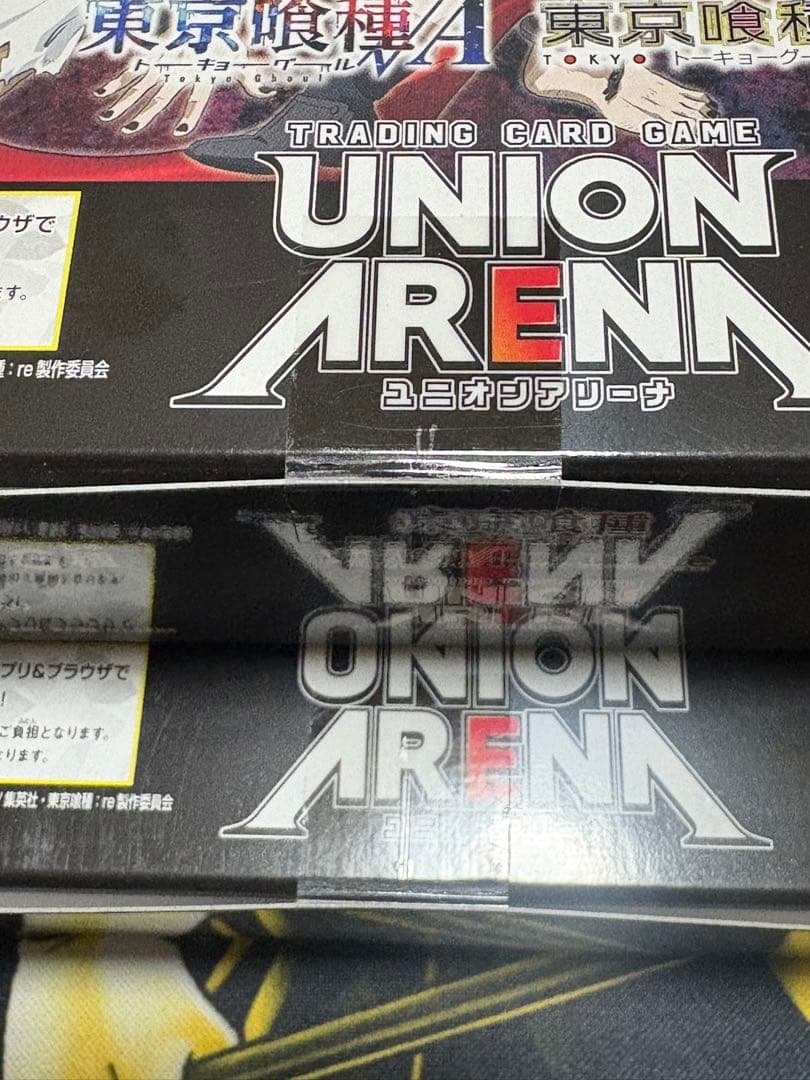 東京喰種√A
トーキョーグール
Tokyo Ghoul
東京喰種
TOKYO トーキョーグー
TRADING CARD GAME
UNION
ARENA
ユニオンアリーナ
ウザで
ます。
種:re 製作委員会
UNION
ARENA
プリ&ブラウザで
!
ご負担となります。
ふたん
ります。
/集英社・東京喰種:re 製作委員会